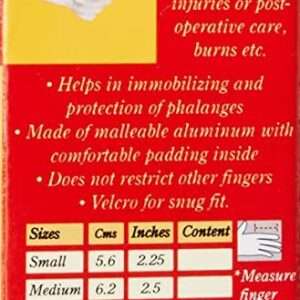 injuries or post-
operative care,
burns etc.
• Helps in immobilizing and
protection of phalanges
• Made of malleable aluminum with
comfortable padding inside
• Does not restrict other fingers
• Velcro for snug fit.
Sizes Cms Inches Content
Small 5.6 2.25
Medium 6.2 2.5
*Measure
finger